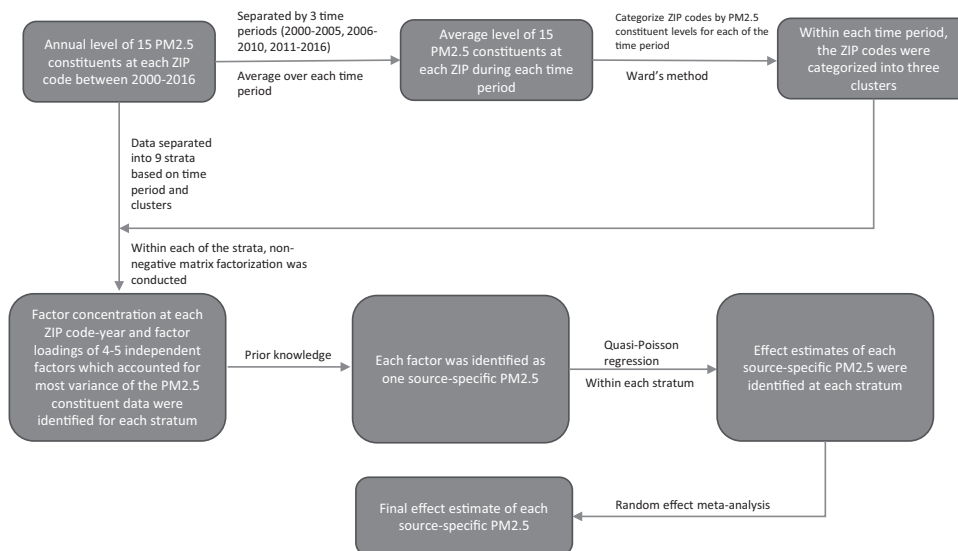 Annual level of 15 PM2.5
constituents at each ZIP
code between 2000-2016
Separated by 3 time
periods (2000-2005, 2006-
2010, 2011-2016)
Average over each time
period
Average level of 15
PM2.5 constituents at
each ZIP during each time
period
Categorize ZIP codes by PM2.5
constituent levels for each of the
time period
Ward's method
Within each time period,
the ZIP codes were
categorized into three
clusters
Data separated
into 9 strata
based on time
period and
clusters
Within each of the strata, non-
negative matrix factorization was
conducted
Factor concentration at each
ZIP code-year and factor
loadings of 4-5 independent
factors which accounted for
most variance of the PM2.5
constituent data were
identified for each stratum
Prior knowledge
Each factor was identified as
one source-specific PM2.5
Quasi-Poisson
regression
Within each stratum
Effect estimates of each
source-specific PM2.5 were
identified at each stratum
Random effect meta-analysis
Final effect estimate of each
source-specific PM2.5